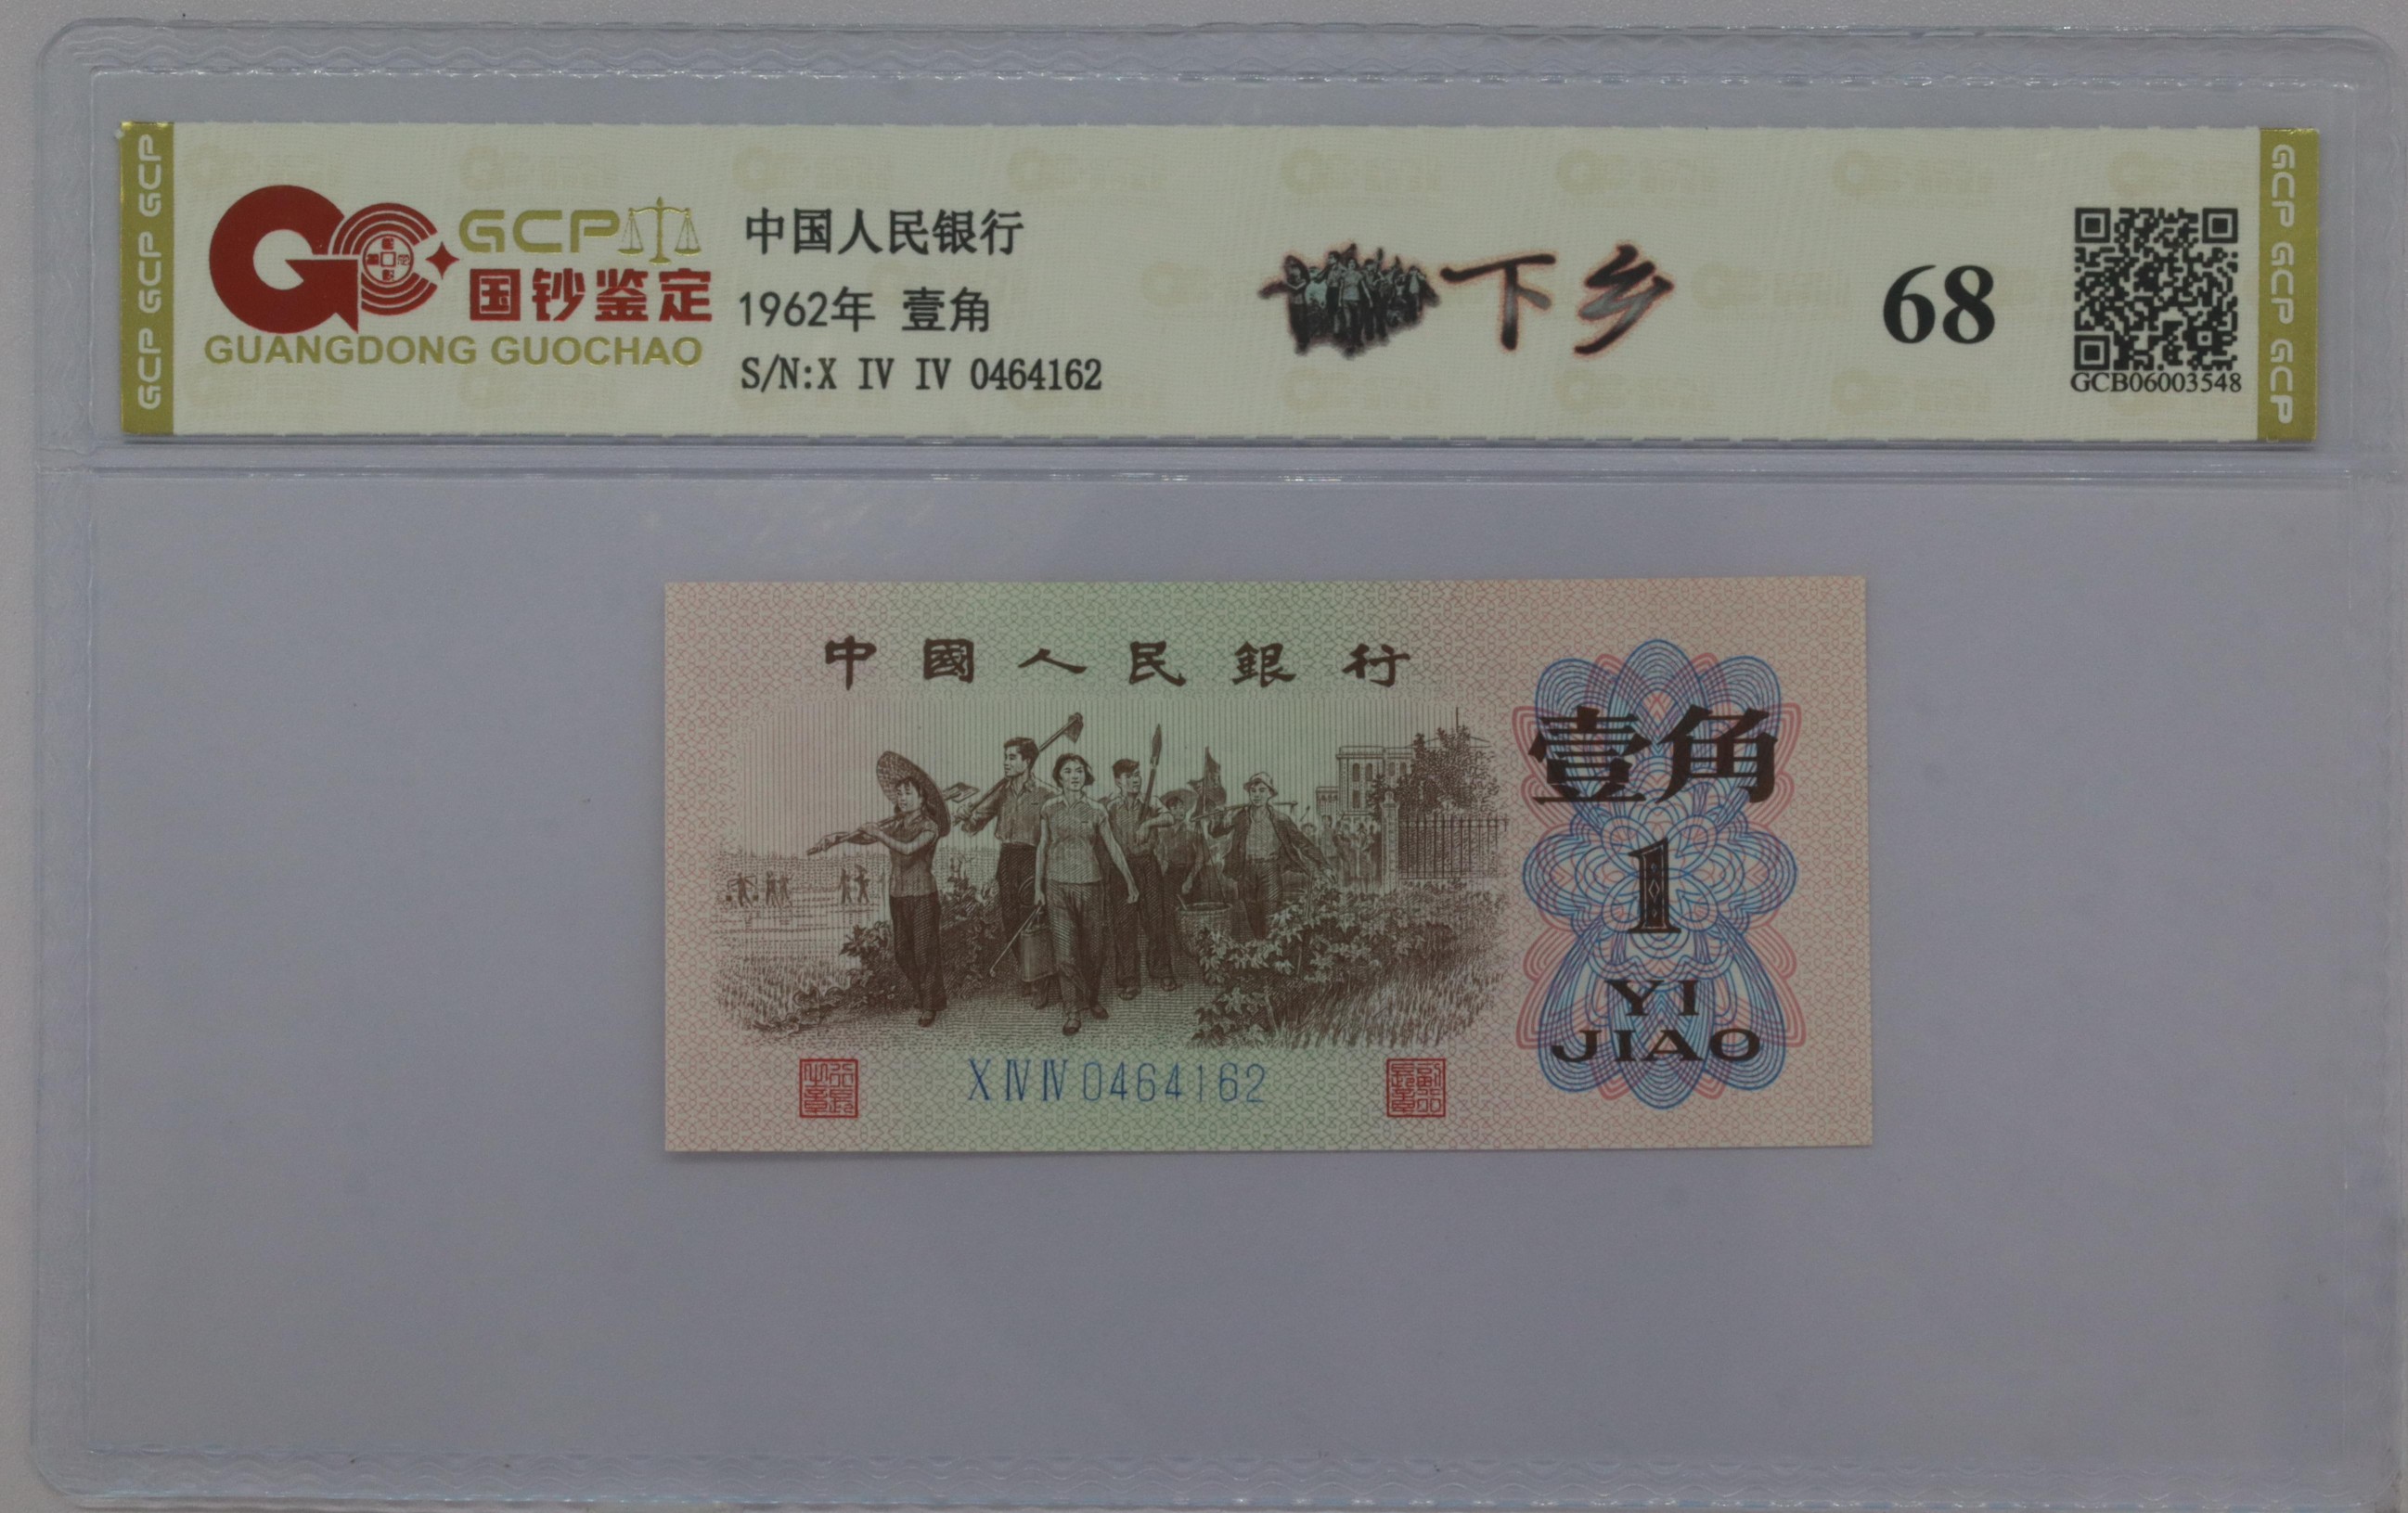 GCP GCP GCP
GCP
国钞鉴定
GUANGDONG GUOCHAO
中国人民银行
1962年 壹角
S/N:X IV IV 0464162
下乡
68
GCB06003548
GCP GCP GCP
中國人民銀行
壹角
1
YI
JIAO
X IV IV 0464162